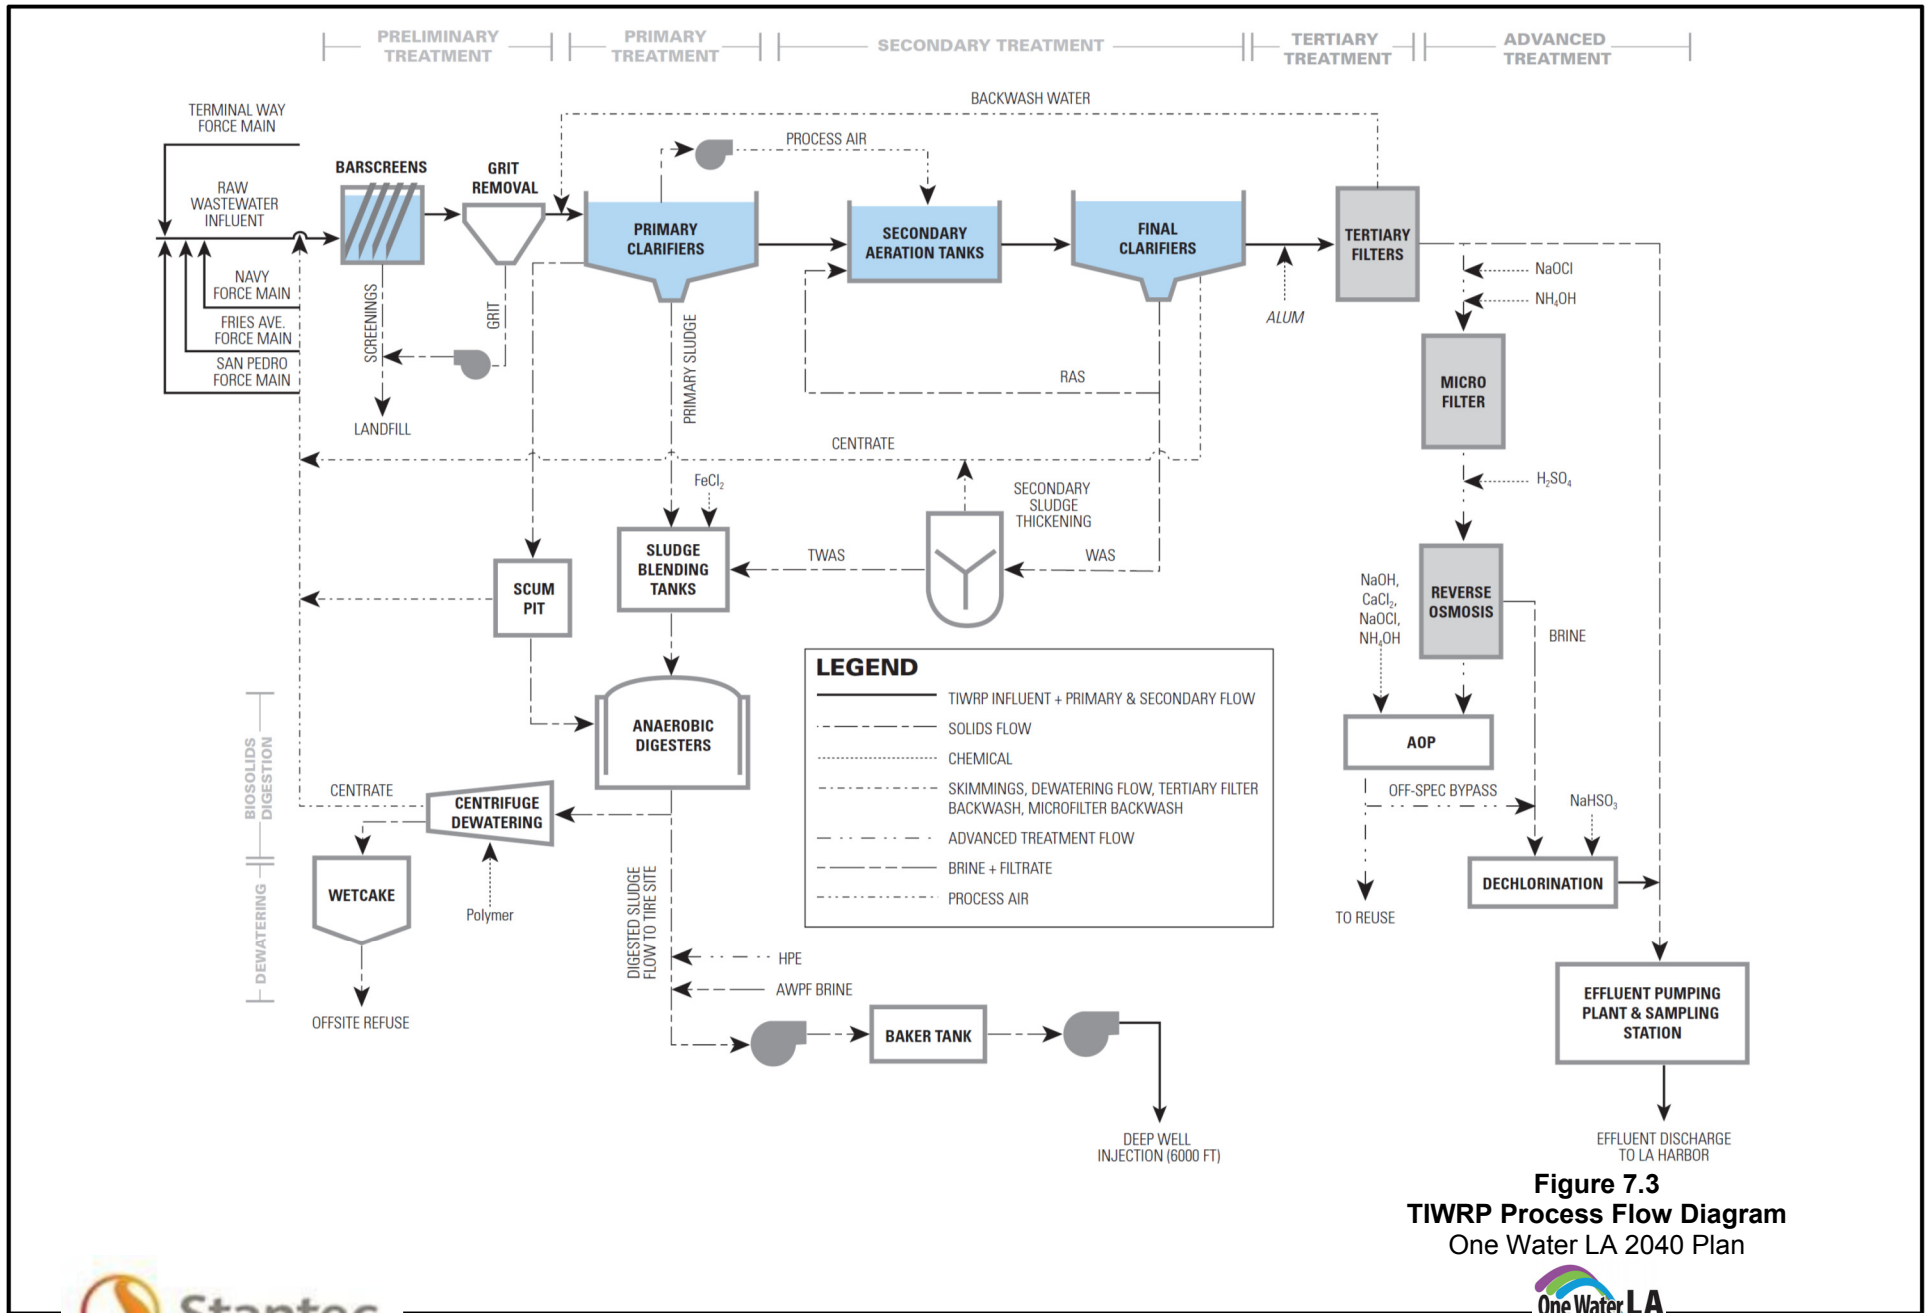 PRELIMINARY
TREATMENT
PRIMARY
TREATMENT
SECONDARY TREATMENT
TERTIARY
TREATMENT
ADVANCED
TREATMENT
BACKWASH WATER
TERMINAL WAY
FORCE MAIN
PROCESS AIR
BARSCREENS
GRIT
REMOVAL
RAW
WASTEWATER
INFLUENT
PRIMARY
CLARIFIERS
SECONDARY
AERATION TANKS
FINAL
CLARIFIERS
TERTIARY
FILTERS
NaOCl
NH₄OH
NAVY
FORCE MAIN
FRIES AVE.
FORCE MAIN
SAN PEDRO
FORCE MAIN
SCREENINGS
GRIT
PRIMARY SLUDGE
ALUM
RAS
MICRO
FILTER
LANDFILL
CENTRATE
H₂SO₄
FeCl₂
SECONDARY
SLUDGE
THICKENING
SLUDGE
BLENDING
TANKS
TWAS
WAS
SCUM
PIT
NaOH,
CaCl₂,
NaOCl,
NH₄OH
REVERSE
OSMOSIS
BRINE
LEGEND
TIWRP INFLUENT + PRIMARY & SECONDARY FLOW
SOLIDS FLOW
CHEMICAL
SKIMMINGS, DEWATERING FLOW, TERTIARY FILTER
BACKWASH, MICROFILTER BACKWASH
ADVANCED TREATMENT FLOW
BRINE + FILTRATE
PROCESS AIR
ANAEROBIC
DIGESTERS
AOP
BIOSOLIDS
DIGESTION
CENTRATE
CENTRIFUGE
DEWATERING
OFF-SPEC BYPASS
NaHSO₃
DEWATERING
WETCAKE
Polymer
DIGESTED SLUDGE
FLOW TO TIRE SITE
DECHLORINATION
TO REUSE
HPE
AWPF BRINE
OFFSITE REFUSE
BAKER TANK
EFFLUENT PUMPING
PLANT & SAMPLING
STATION
DEEP WELL
INJECTION (6000 FT)
EFFLUENT DISCHARGE
TO LA HARBOR
Figure 7.3
TIWRP Process Flow Diagram
One Water LA 2040 Plan
Stantec
One Water LA